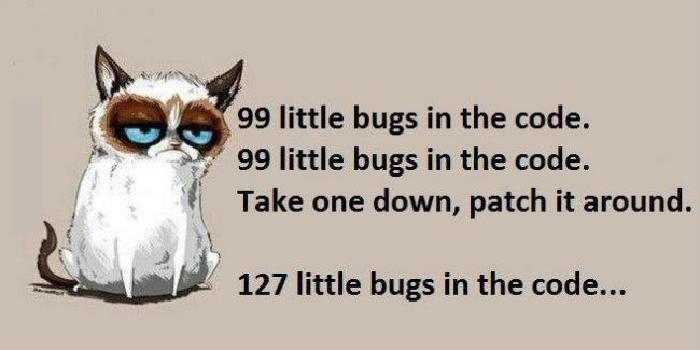 99 little bugs in the code.
99 little bugs in the code.
Take one down, patch it around.
127 little bugs in the code...